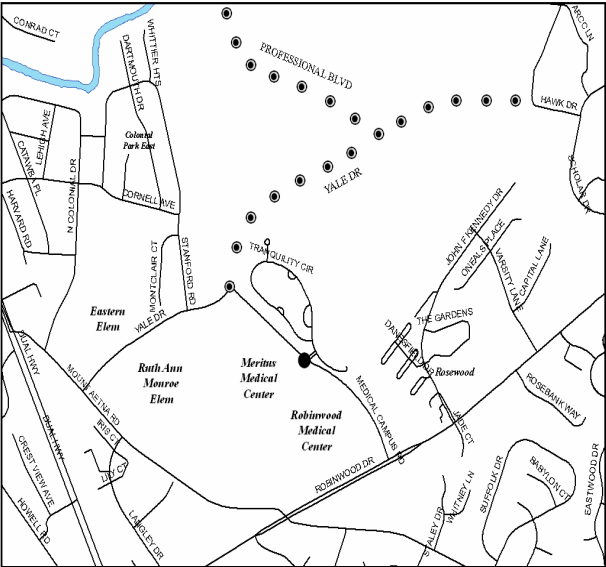 CONRAD CT
WHITTIER HTS
DARTMOUTH DR
PROFESSIONAL BLVD
ARCC LN
HAWK DR
SCHOLAR DR
LEHIGH AVE
CATAWBA PL
HARVARD RD
N COLONIAL DR
Colonial
Park East
CORNELL AVE
YALE DR
STANFORD RD
MONTCLAIR CT
TRANQUILITY CIR
JOHN F KENNEDY DR
ONEALS PLACE
VARSITY LANE
CAPITAL LANE
Eastern
Elem
YALE DR
THE GARDENS
Rosewood
DUAL HWY
MOUNT AETNA RD
Ruth Ann
Monroe
Elem
Meritus
Medical
Center
Robinwood
Medical
Center
MEDICAL CAMPUS RD
JADE CT
ROSEBANK WAY
DUAL HWY
IRIS CT
LILY CT
CREST VIEW AVE
HOWELL RD
LANGLEY DR
ROBINWOOD DR
STALEY DR
WHITNEY LN
SUFFOLK DR
BABYLON CT
EASTWOOD DR